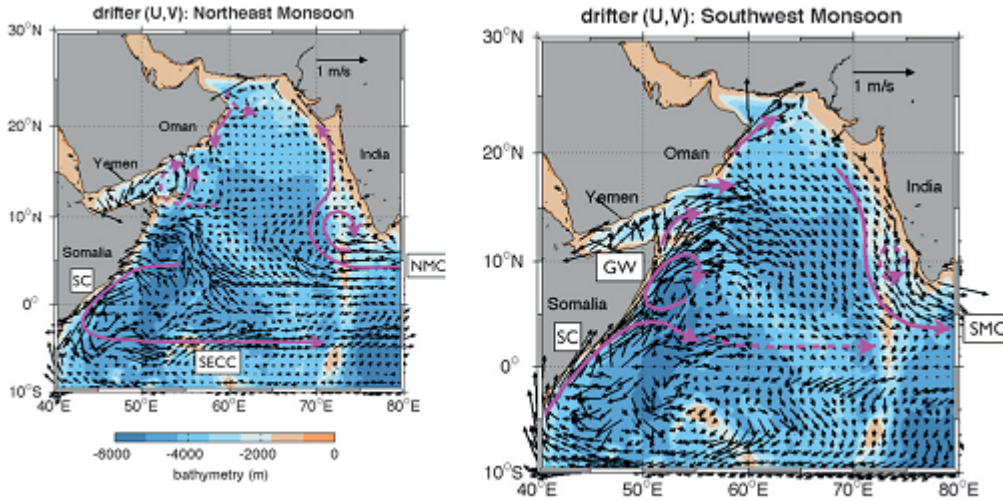 drifter (U,V): Northeast Monsoon
30°N
20°N
10°N
0°
10°S
40°E
50°E
60°E
70°E
80°E
1 m/s
Oman
Yemen
India
Somalia
SC
NMC
SECC
-6000
-4000
-2000
0
bathymetry (m)
drifter (U,V): Southwest Monsoon
30°N
20°N
10°N
0°
10°S
40°E
50°E
60°E
70°E
80°E
1 m/s
Oman
Yemen
India
GW
Somalia
SC
SMC